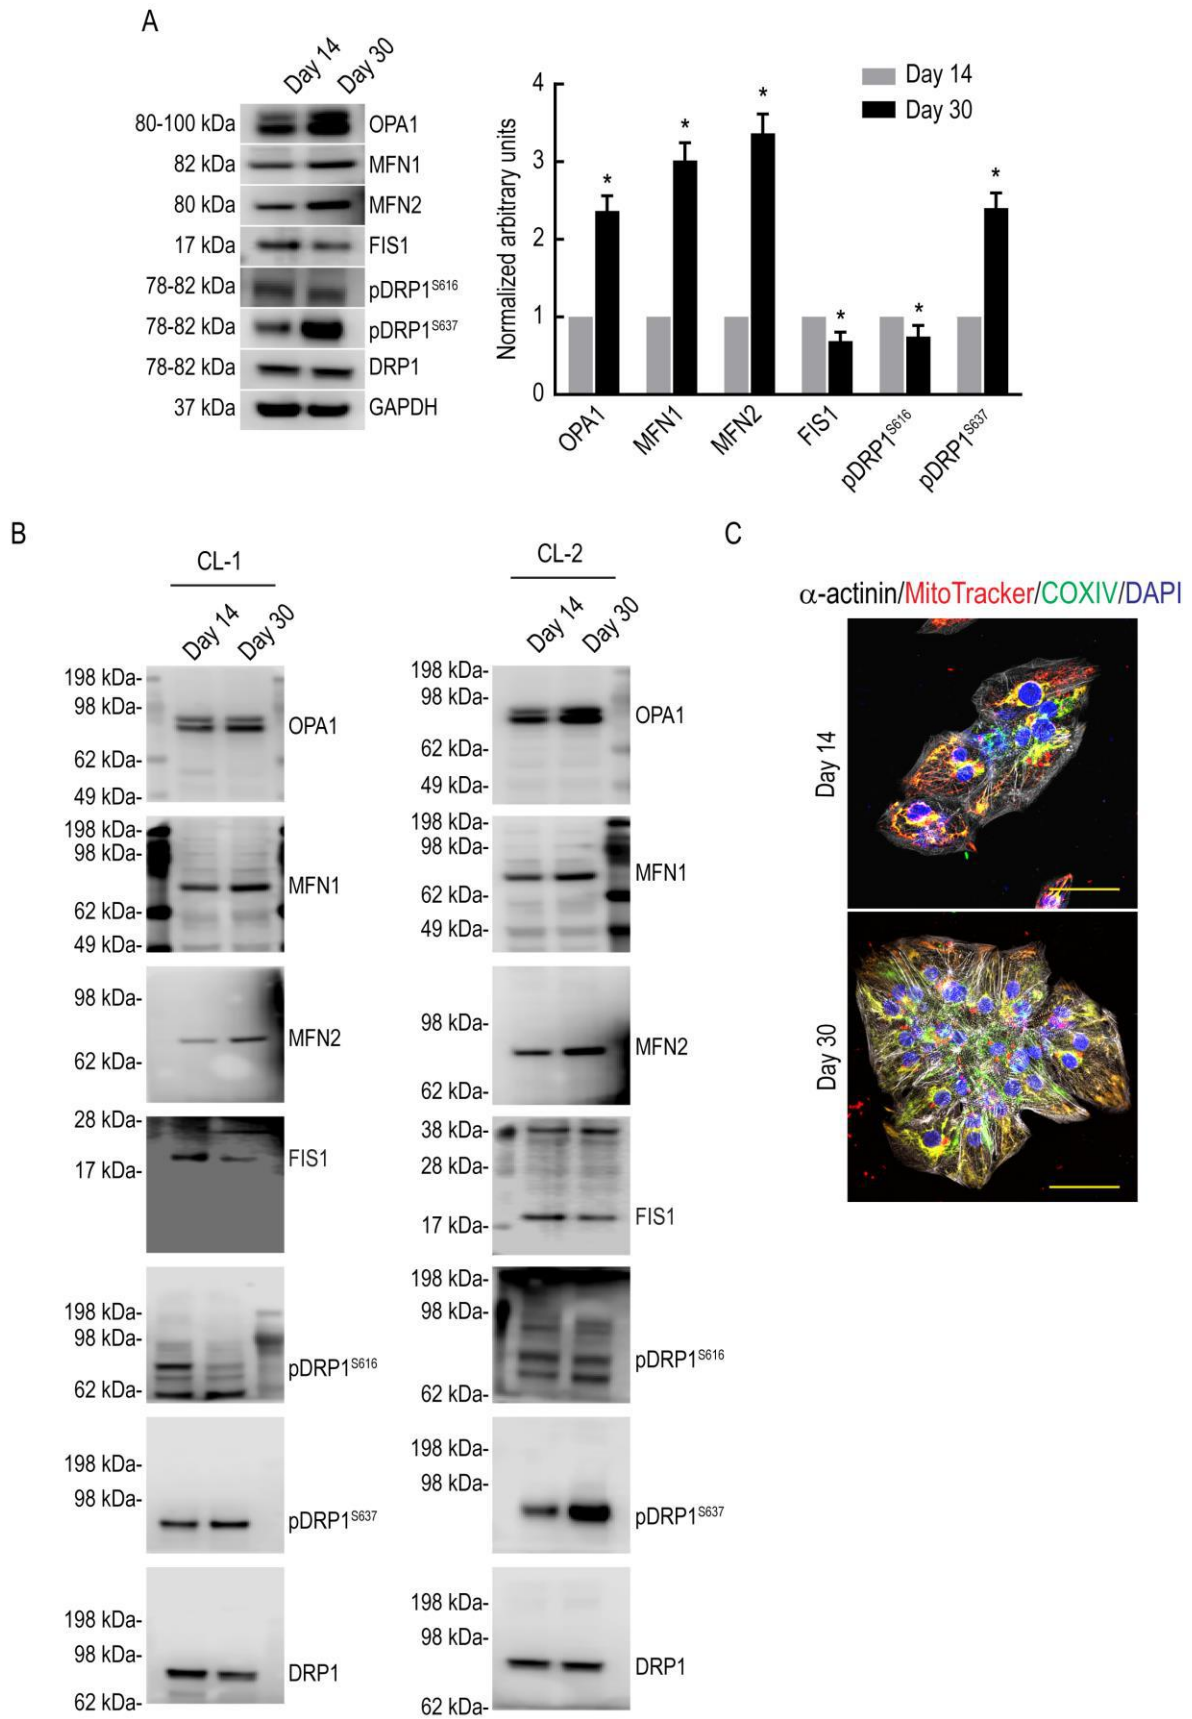 A
Day 14
Day 30
80-100 kDa
OPA1
82 kDa
MFN1
80 kDa
MFN2
17 kDa
FIS1
78-82 kDa
pDRP1S616
78-82 kDa
pDRP1S637
78-82 kDa
DRP1
37 kDa
GAPDH
Normalized arbitrary units
4
3
2
1
0
*
*
*
*
*
*
Day 14
Day 30
OPA1
MFN1
MFN2
FIS1
pDRP1S616
pDRP1S637
B
CL-1
Day 14
Day 30
198 kDa-
98 kDa-
62 kDa-
49 kDa-
OPA1
198 kDa-
98 kDa-
62 kDa-
49 kDa-
MFN1
98 kDa-
62 kDa-
MFN2
28 kDa-
17 kDa-
FIS1
198 kDa-
98 kDa-
62 kDa-
pDRP1S616
198 kDa-
98 kDa-
pDRP1S637
198 kDa-
98 kDa-
62 kDa-
DRP1
CL-2
Day 14
Day 30
198 kDa-
98 kDa-
62 kDa-
49 kDa-
OPA1
198 kDa-
98 kDa-
62 kDa-
49 kDa-
MFN1
98 kDa-
62 kDa-
MFN2
38 kDa-
28 kDa-
17 kDa-
FIS1
198 kDa-
98 kDa-
62 kDa-
pDRP1S616
198 kDa-
98 kDa-
pDRP1S637
198 kDa-
98 kDa-
62 kDa-
DRP1
C
α-actinin/MitoTracker/COXIV/DAPI
Day 14
Day 30